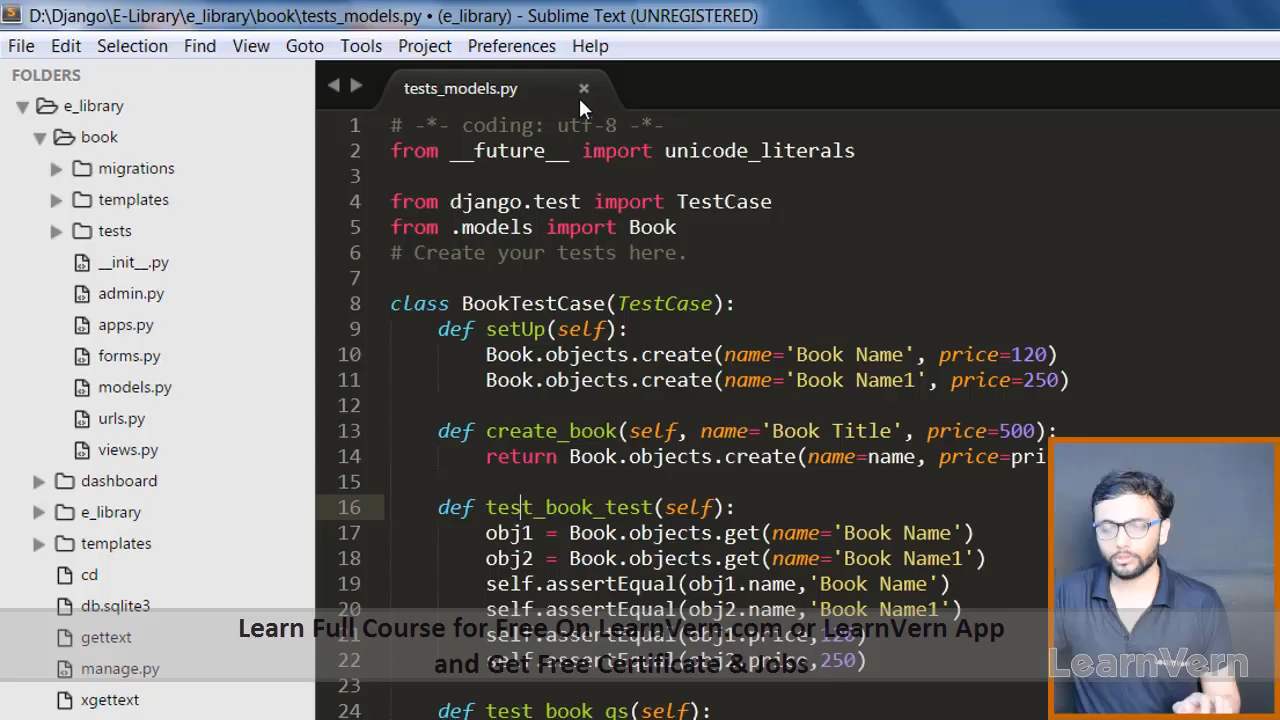 D:\Django\E-Library\e_library\book\tests_models.py • (e_library) - Sublime Text (UNREGISTERED)
File Edit Selection Find View Goto Tools Project Preferences Help
FOLDERS
e_library
book
migrations
templates
tests
__init__.py
admin.py
apps.py
forms.py
models.py
urls.py
views.py
dashboard
e_library
templates
cd
db.sqlite3
gettext
manage.py
xgettext
tests_models.py
1 # -*- coding: utf-8 -*-
2 from __future__ import unicode_literals
3
4 from django.test import TestCase
5 from .models import Book
6 # Create your tests here.
7
8 class BookTestCase(TestCase):
9 def setUp(self):
10 Book.objects.create(name='Book Name', price=120)
11 Book.objects.create(name='Book Name1', price=250)
12
13 def create_book(self, name='Book Title', price=500):
14 return Book.objects.create(name=name, price=pri
15
16 def test_book_test(self):
17 obj1 = Book.objects.get(name='Book Name')
18 obj2 = Book.objects.get(name='Book Name1')
19 self.assertEqual(obj1.name,'Book Name')
20 self.assertEqual(obj2.name,'Book Name1')
21 self.assertEqual(obj1.price,120)
22 self.assertEqual(obj2.price,250)
23
24 def test_book_qs(self):
Learn Full Course for Free On LearnVern.com or LearnVern App
and Get Free Certificate & Jobs
LearnVern